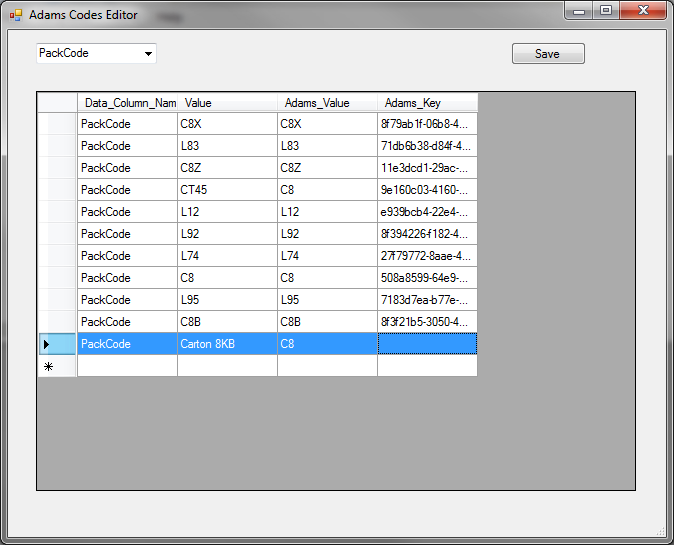 Adams Codes Editor
PackCode
Save
Data_Column_Nam Value Adams_Value Adams_Key
PackCode C8X C8X 8f79ab1f-06b8-4...
PackCode L83 L83 71db6b38-d84f-4...
PackCode C8Z C8Z 11e3dcd1-29ac-...
PackCode CT45 C8 9e160c03-4160-...
PackCode L12 L12 e939bcb4-22e4-...
PackCode L92 L92 8f394226-f182-4...
PackCode L74 L74 27f79772-8aae-4...
PackCode C8 C8 508a8599-64e9-...
PackCode L95 L95 7183d7ea-b77e-...
PackCode C8B C8B 8f3f21b5-3050-4...
PackCode Carton 8KB C8